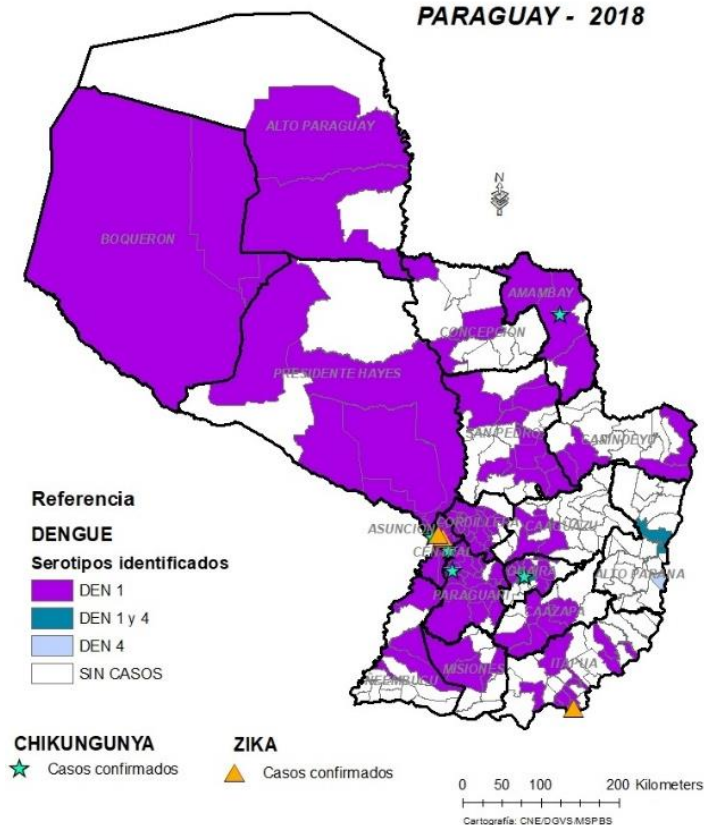 PARAGUAY - 2018
ALTO PARAGUAY
N
BOQUERON
AMAMBAY
CONCEPCION
PRESIDENTE HAYES
SAN PEDRO
CANINDEYU
Referencia
DENGUE
Serotipos identificados
DEN 1
DEN 1 y 4
DEN 4
SIN CASOS
ASUNCION
CORDILLERA
CAAGUAZU
CENTRAL
ALTO PARANA
GUAIRA
PARAGUARI
CAAZAPA
ITAPUA
MISIONES
ÑEEMBUCU
CHIKUNGUNYA
Casos confirmados
ZIKA
Casos confirmados
0 50 100 200 Kilometers
Cartografía: CNE/DGVS/MSPBS